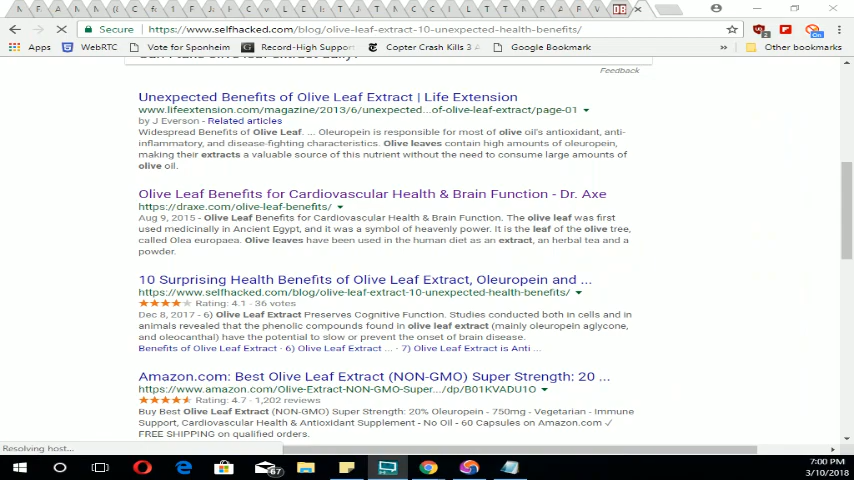 Secure https://www.selfhacked.com/blog/olive-leaf-extract-10-unexpected-health-benefits/
Apps WebRTC Vote for Sponheim Record-High Support Copter Crash Kills 3 Google Bookmark » Other bookmarks
Feedback
Unexpected Benefits of Olive Leaf Extract | Life Extension
www.lifeextension.com/magazine/2013/6/unexpected...of-olive-leaf-extract/page-01
by J Everson - Related articles
Widespread Benefits of Olive Leaf. ... Oleuropein is responsible for most of olive oil's antioxidant, anti-
inflammatory, and disease-fighting characteristics. Olive leaves contain high amounts of oleuropein,
making their extracts a valuable source of this nutrient without the need to consume large amounts of
olive oil.
Olive Leaf Benefits for Cardiovascular Health & Brain Function - Dr. Axe
https://draxe.com/olive-leaf-benefits/
Aug 9, 2015 - Olive Leaf Benefits for Cardiovascular Health & Brain Function. The olive leaf was first
used medicinally in Ancient Egypt, and it was a symbol of heavenly power. It is the leaf of the olive tree,
called Olea europaea. Olive leaves have been used in the human diet as an extract, an herbal tea and a
powder.
10 Surprising Health Benefits of Olive Leaf Extract, Oleuropein and ...
https://www.selfhacked.com/blog/olive-leaf-extract-10-unexpected-health-benefits/
Rating: 4.1 - 36 votes
Dec 8, 2017 - 6) Olive Leaf Extract Preserves Cognitive Function. Studies conducted both in cells and in
animals revealed that the phenolic compounds found in olive leaf extract (mainly oleuropein aglycone,
and oleocanthal) have the potential to slow or prevent the onset of brain disease.
Benefits of Olive Leaf Extract · 6) Olive Leaf Extract ... · 7) Olive Leaf Extract is Anti ...
Amazon.com: Best Olive Leaf Extract (NON-GMO) Super Strength: 20 ...
https://www.amazon.com/Olive-Extract-NON-GMO-Super.../dp/B01KVADU1O
Rating: 4.7 - 1,202 reviews
Buy Best Olive Leaf Extract (NON-GMO) Super Strength: 20% Oleuropein - 750mg - Vegetarian - Immune
Support, Cardiovascular Health & Antioxidant Supplement - No Oil - 60 Capsules on Amazon.com ✓
FREE SHIPPING on qualified orders.
Resolving host...
67
7:00 PM
3/10/2018